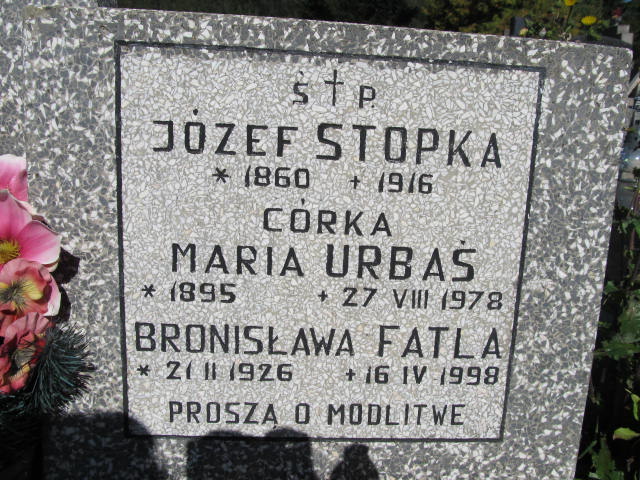 Ś † P.
JÓZEF STOPKA
* 1860 + 1916
CÓRKA
MARIA URBAŚ
* 1895 + 27 VIII 1978
BRONISŁAWA FATLA
* 21 II 1926 + 16 IV 1998
PROSZĄ O MODLITWE